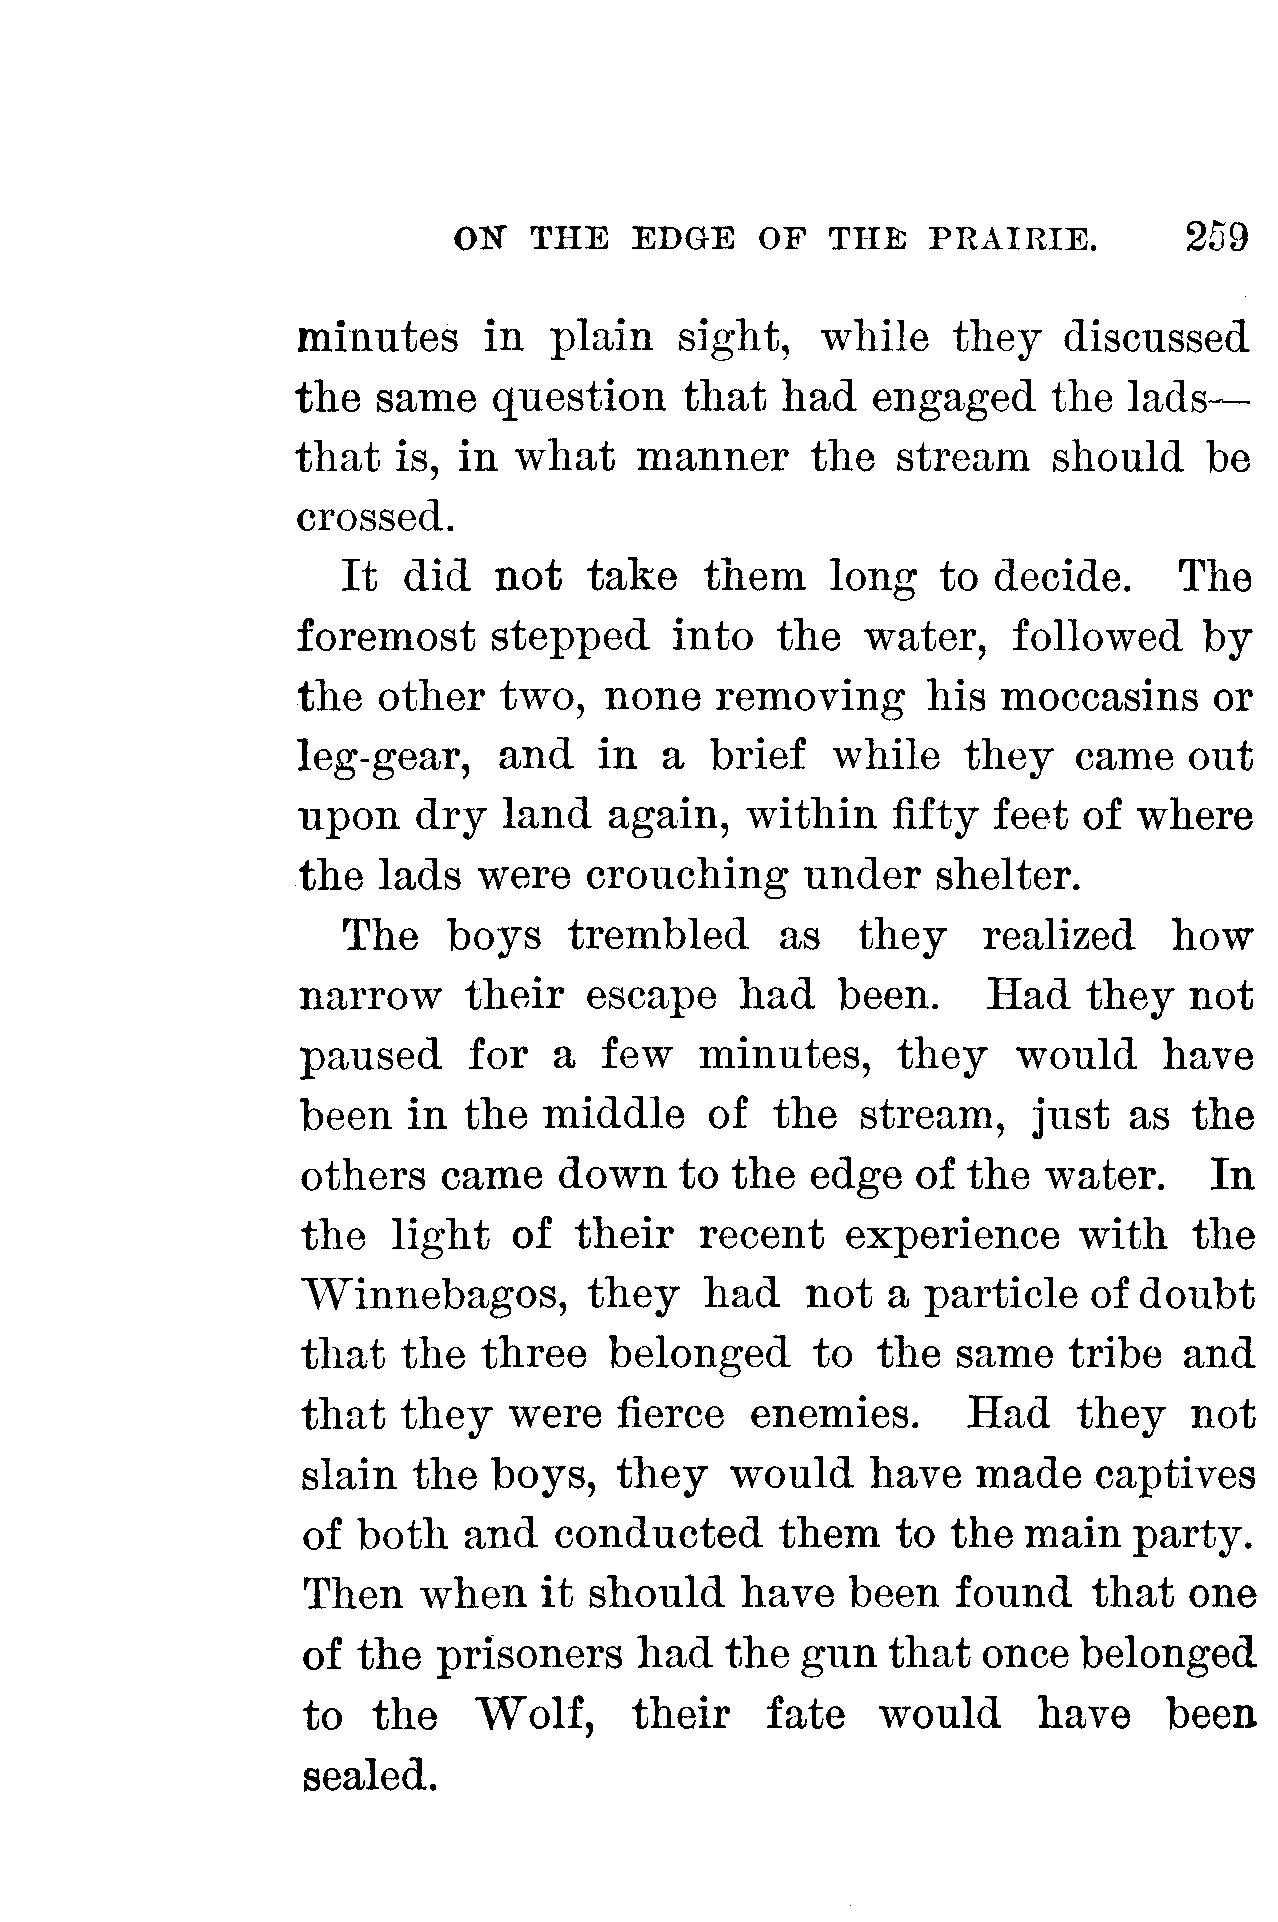 ON THE EDGE OF THE PRAIRIE. 259
minutes in plain sight, while they discussed
the same question that had engaged the lads—
that is, in what manner the stream should be
crossed.
It did not take them long to decide. The
foremost stepped into the water, followed by
the other two, none removing his moccasins or
leg-gear, and in a brief while they came out
upon dry land again, within fifty feet of where
the lads were crouching under shelter.
The boys trembled as they realized how
narrow their escape had been. Had they not
paused for a few minutes, they would have
been in the middle of the stream, just as the
others came down to the edge of the water. In
the light of their recent experience with the
Winnebagos, they had not a particle of doubt
that the three belonged to the same tribe and
that they were fierce enemies. Had they not
slain the boys, they would have made captives
of both and conducted them to the main party.
Then when it should have been found that one
of the prisoners had the gun that once belonged
to the Wolf, their fate would have been
sealed.